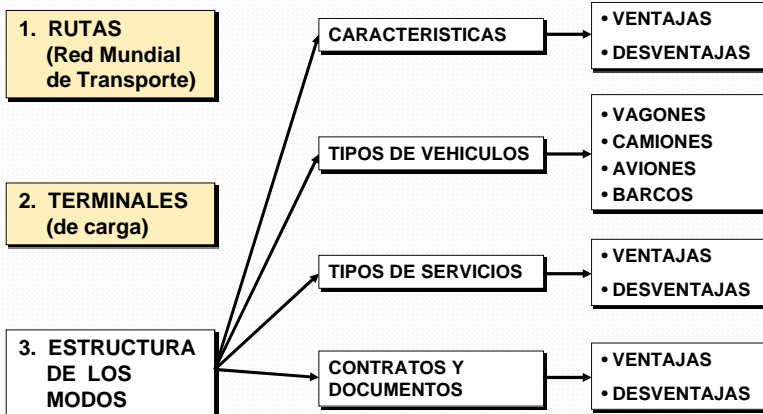 1. RUTAS
(Red Mundial
de Transporte)
2. TERMINALES
(de carga)
3. ESTRUCTURA
DE LOS
MODOS
CARACTERISTICAS
• VENTAJAS
• DESVENTAJAS
TIPOS DE VEHICULOS
• VAGONES
• CAMIONES
• AVIONES
• BARCOS
TIPOS DE SERVICIOS
• VENTAJAS
• DESVENTAJAS
CONTRATOS Y
DOCUMENTOS
• VENTAJAS
• DESVENTAJAS